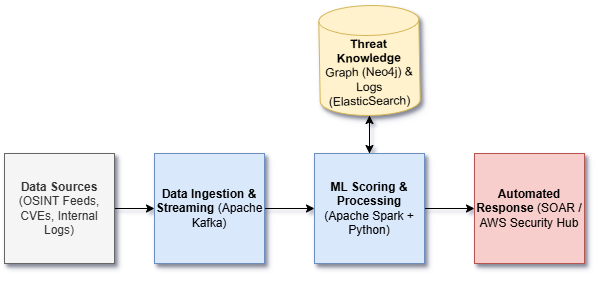 Threat
Knowledge
Graph (Neo4j) &
Logs
(ElasticSearch)
Data Sources
(OSINT Feeds,
CVEs, Internal
Logs)
Data Ingestion &
Streaming (Apache
Kafka)
ML Scoring &
Processing
(Apache Spark +
Python)
Automated
Response (SOAR /
AWS Security Hub